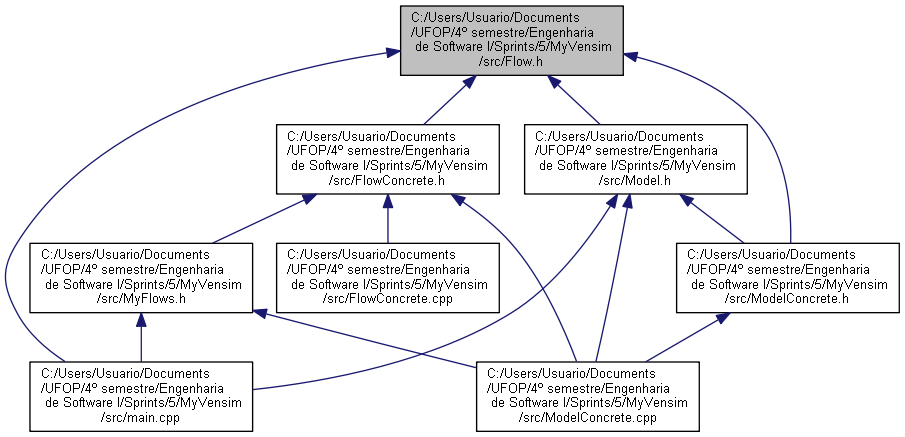 C:/Users/Usuario/Documents
/UFOP/4º semestre/Engenharia
de Software I/Sprints/5/MyVensim
/src/Flow.h
C:/Users/Usuario/Documents
/UFOP/4º semestre/Engenharia
de Software I/Sprints/5/MyVensim
/src/FlowConcrete.h
C:/Users/Usuario/Documents
/UFOP/4º semestre/Engenharia
de Software I/Sprints/5/MyVensim
/src/Model.h
C:/Users/Usuario/Documents
/UFOP/4º semestre/Engenharia
de Software I/Sprints/5/MyVensim
/src/MyFlows.h
C:/Users/Usuario/Documents
/UFOP/4º semestre/Engenharia
de Software I/Sprints/5/MyVensim
/src/FlowConcrete.cpp
C:/Users/Usuario/Documents
/UFOP/4º semestre/Engenharia
de Software I/Sprints/5/MyVensim
/src/ModelConcrete.h
C:/Users/Usuario/Documents
/UFOP/4º semestre/Engenharia
de Software I/Sprints/5/MyVensim
/src/main.cpp
C:/Users/Usuario/Documents
/UFOP/4º semestre/Engenharia
de Software I/Sprints/5/MyVensim
/src/ModelConcrete.cpp